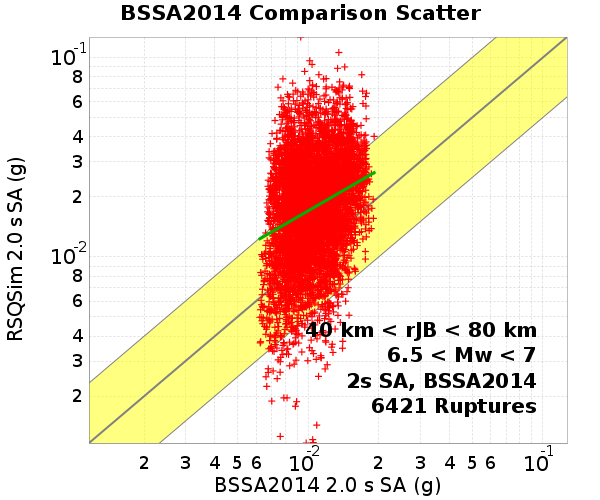 BSSA2014 Comparison Scatter
RSQSim 2.0 s SA (g)
10-1
8
6
4
3
2
10-2
8
6
4
3
2
40 km < rJB < 80 km
6.5 < Mw < 7
2s SA, BSSA2014
6421 Ruptures
2 3 4 5 6 10-2 2 3 4 5 6 10-1
BSSA2014 2.0 s SA (g)